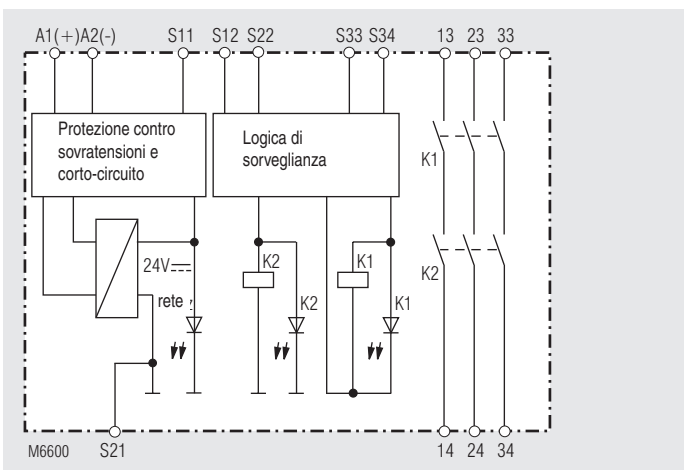 A1(+) A2(-) S11 S12 S22 S33 S34 13 23 33
Protezione contro
sovratensioni e
corto-circuito
Logica di
sorveglianza
K1
24V
K2
K1
K2
rete
K2
K1
M6600 S21 14 24 34